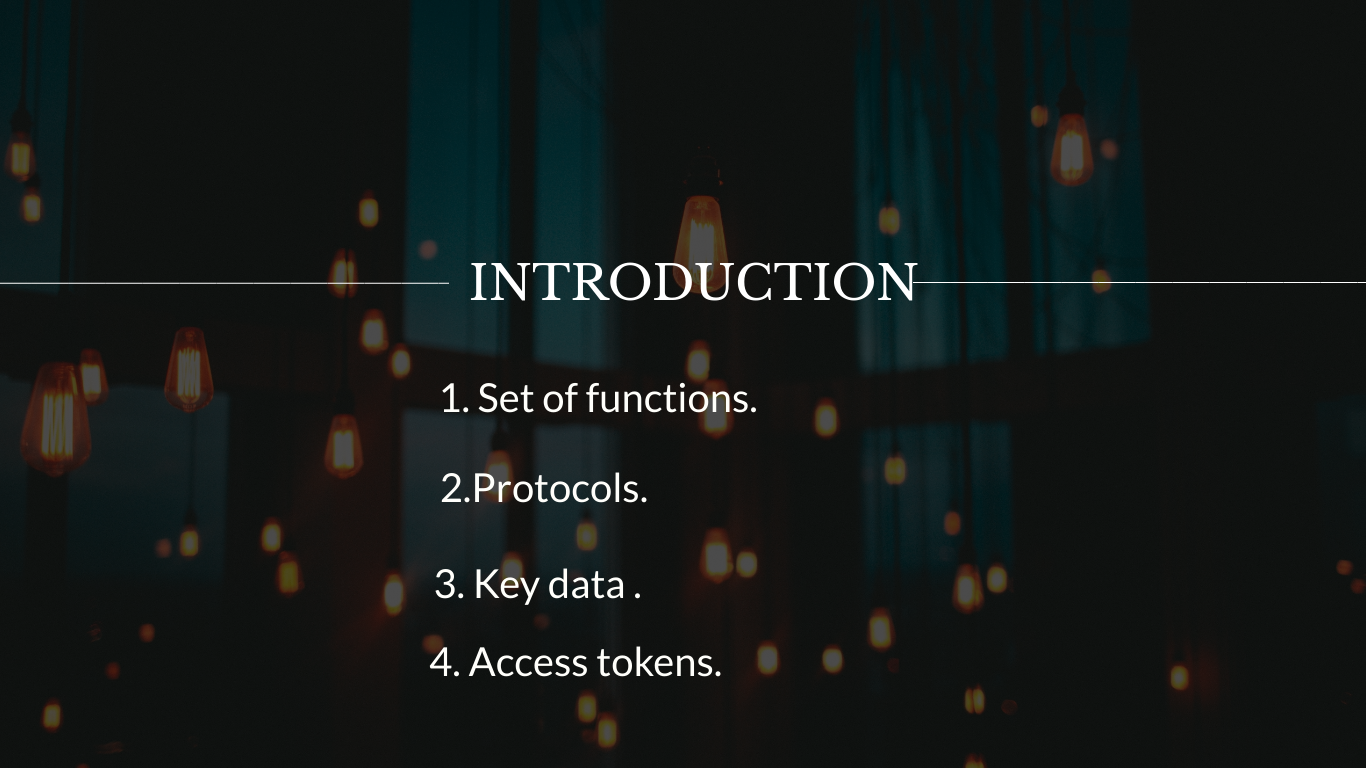 INTRODUCTION
1. Set of functions.
2.Protocols.
3. Key data .
4. Access tokens.